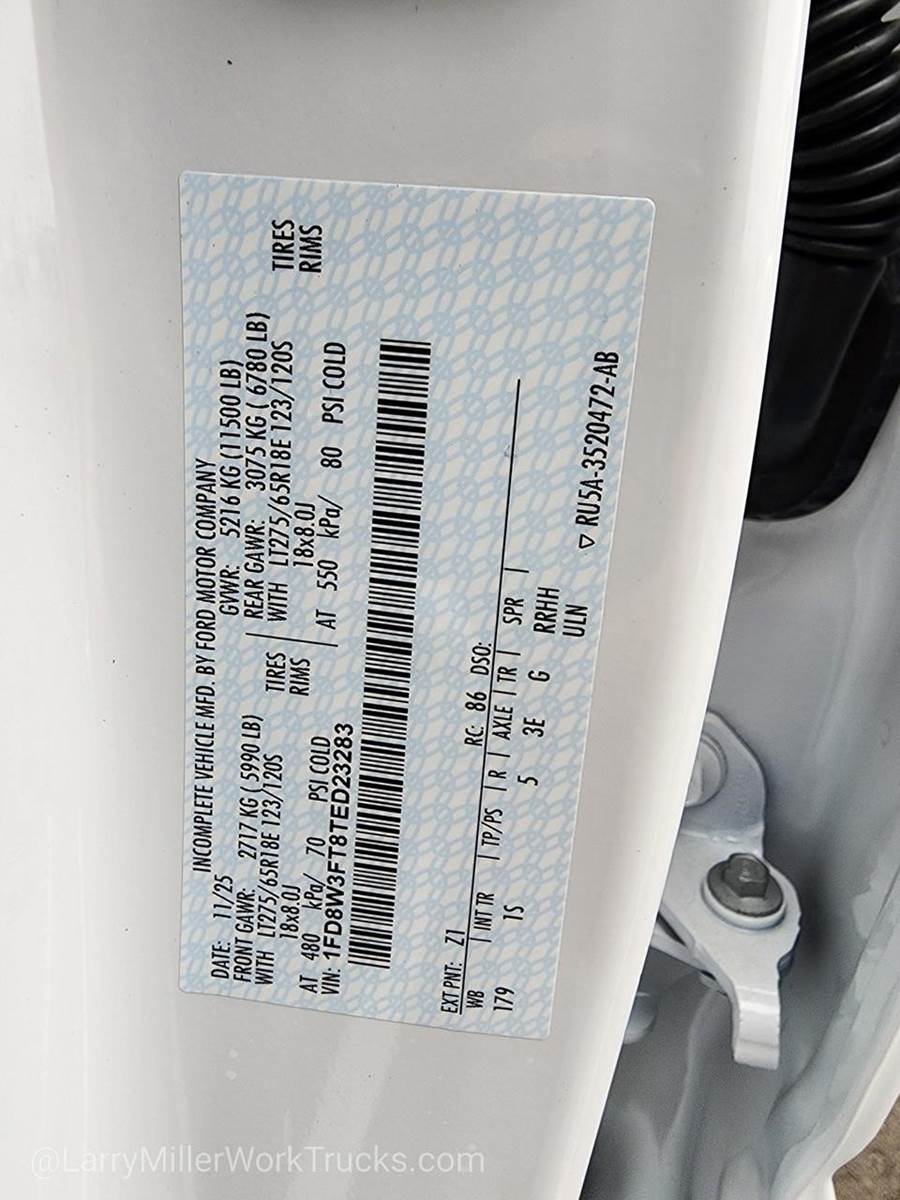 INCOMPLETE VEHICLE MFD. BY FORD MOTOR COMPANY
DATE: 11/25 GVWR: 5216 KG (11500 LB)
FRONT GAWR: 2717 KG ( 5990 LB) REAR GAWR: 3075 KG ( 6780 LB)
WITH LT275/65R18E 123/120S TIRES WITH LT275/65R18E 123/120S TIRES
18x8.0J RIMS 18x8.0J RIMS
AT 480 kPa/ 70 PSI COLD AT 550 kPa/ 80 PSI COLD
VIN: 1FD8W3FT8TED23283
EXT PNT: Z1 RC: 86 DSO:
WB | INT TR | TP/PS | R | AXLE | TR | SPR |
179 TS 5 3E G RRHH
ULN
▽ RU5A-3520472-AB
@LarryMillerWorkTrucks.com